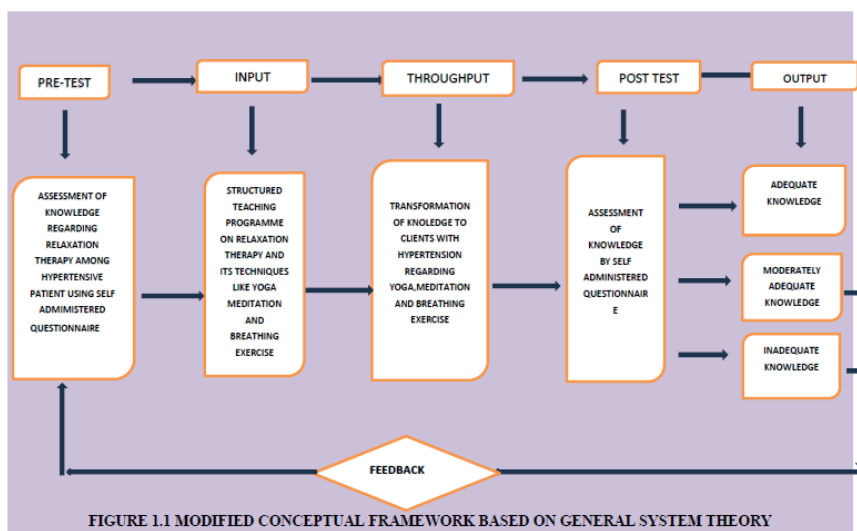 PRE-TEST
INPUT
THROUGHPUT
POST TEST
OUTPUT
ASSESSMENT OF
KNOWLEDGE
REGARDING
RELAXATION
THERAPY AMONG
HYPERTENSIVE
PATIENT USING SELF
ADMINISTERED
QUESTIONNAIRE
STRUCTURED
TEACHING
PROGRAMME
ON RELAXATION
THERAPY AND
ITS TECHNIQUES
LIKE YOGA
MEDITATION
AND
BREATHING
EXERCISE
TRANSFORMATION
OF KNOLEDGE TO
CLIENTS WITH
HYPERTENSION
REGARDING
YOGA,MEDITATION
AND BREATHING
EXERCISE
ASSESSMENT
OF
KNOWLEDGE
BY SELF
ADMINISTERED
QUESTIONNAIR
E
ADEQUATE
KNOWLEDGE
MODERATELY
ADEQUATE
KNOWLEDGE
INADEQUATE
KNOWLEDGE
FEEDBACK
FIGURE 1.1 MODIFIED CONCEPTUAL FRAMEWORK BASED ON GENERAL SYSTEM THEORY